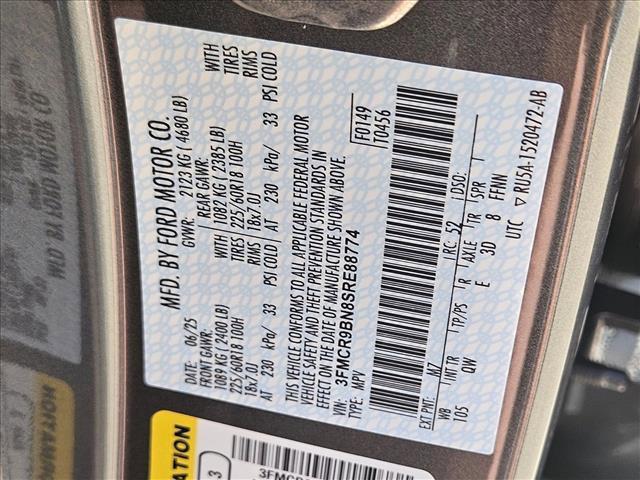 MFD. BY FORD MOTOR CO.
DATE: 06/25 GVWR: 2123 KG ( 4680 LB)
FRONT GAWR: REAR GAWR:
1089 KG ( 2400 LB) WITH 1082 KG ( 2385 LB) WITH
225/60R18 100H TIRES 225/60R18 100H TIRES
18x7.0J RIMS 18x7.0J RIMS
AT 230 kPa/ 33 PSI COLD AT 230 kPa/ 33 PSI COLD
THIS VEHICLE CONFORMS TO ALL APPLICABLE FEDERAL MOTOR
VEHICLE SAFETY AND THEFT PREVENTION STANDARDS IN
EFFECT ON THE DATE OF MANUFACTURE SHOWN ABOVE.
VIN: 3FMCR9BN8SRE88774 F0149
TYPE: MPV T0456
EXT PNT: M7 RC: 52 DSO:
WB INT TR TP/PS R AXLE TR SPR
105 QW E 3D 8 FFNN
UTC ▽ RU5A-1520472-AB